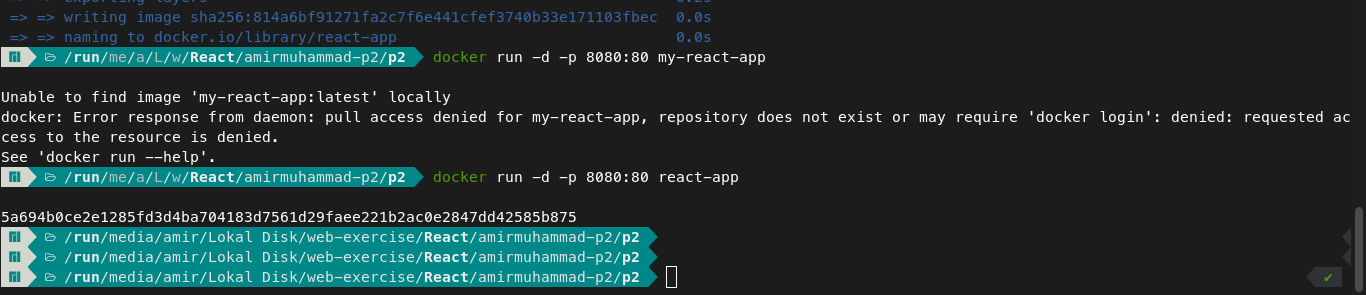 => => writing image sha256:814a6bf91271fa2c7f6e441cfef3740b33e171103fbec 0.0s
=> => naming to docker.io/library/react-app 0.0s
/run/me/a/L/w/React/amirmuhammad-p2/p2 docker run -d -p 8080:80 my-react-app
Unable to find image 'my-react-app:latest' locally
docker: Error response from daemon: pull access denied for my-react-app, repository does not exist or may require 'docker login': denied: requested ac
cess to the resource is denied.
See 'docker run --help'.
/run/me/a/L/w/React/amirmuhammad-p2/p2 docker run -d -p 8080:80 react-app
5a694b0ce2e1285fd3d4ba704183d7561d29faee221b2ac0e2847dd42585b875
/run/media/amir/Lokal Disk/web-exercise/React/amirmuhammad-p2/p2
/run/media/amir/Lokal Disk/web-exercise/React/amirmuhammad-p2/p2
/run/media/amir/Lokal Disk/web-exercise/React/amirmuhammad-p2/p2 ✔